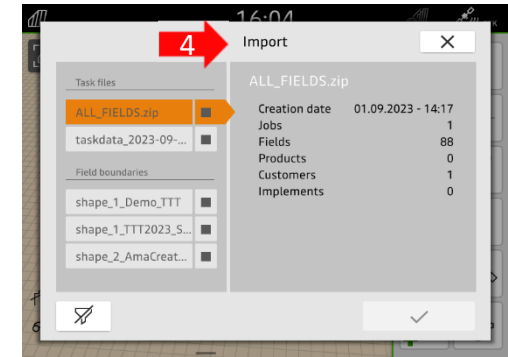 16:04
4
Import
Task files
ALL_FIELDS.zip
taskdata_2023-09-...
Field boundaries
shape_1_Demo_TTT
shape_1_TTT2023_S...
shape_2_AmaCreat...
ALL_FIELDS.zip
Creation date 01.09.2023 - 14:17
Jobs 1
Fields 88
Products 0
Customers 1
Implements 0